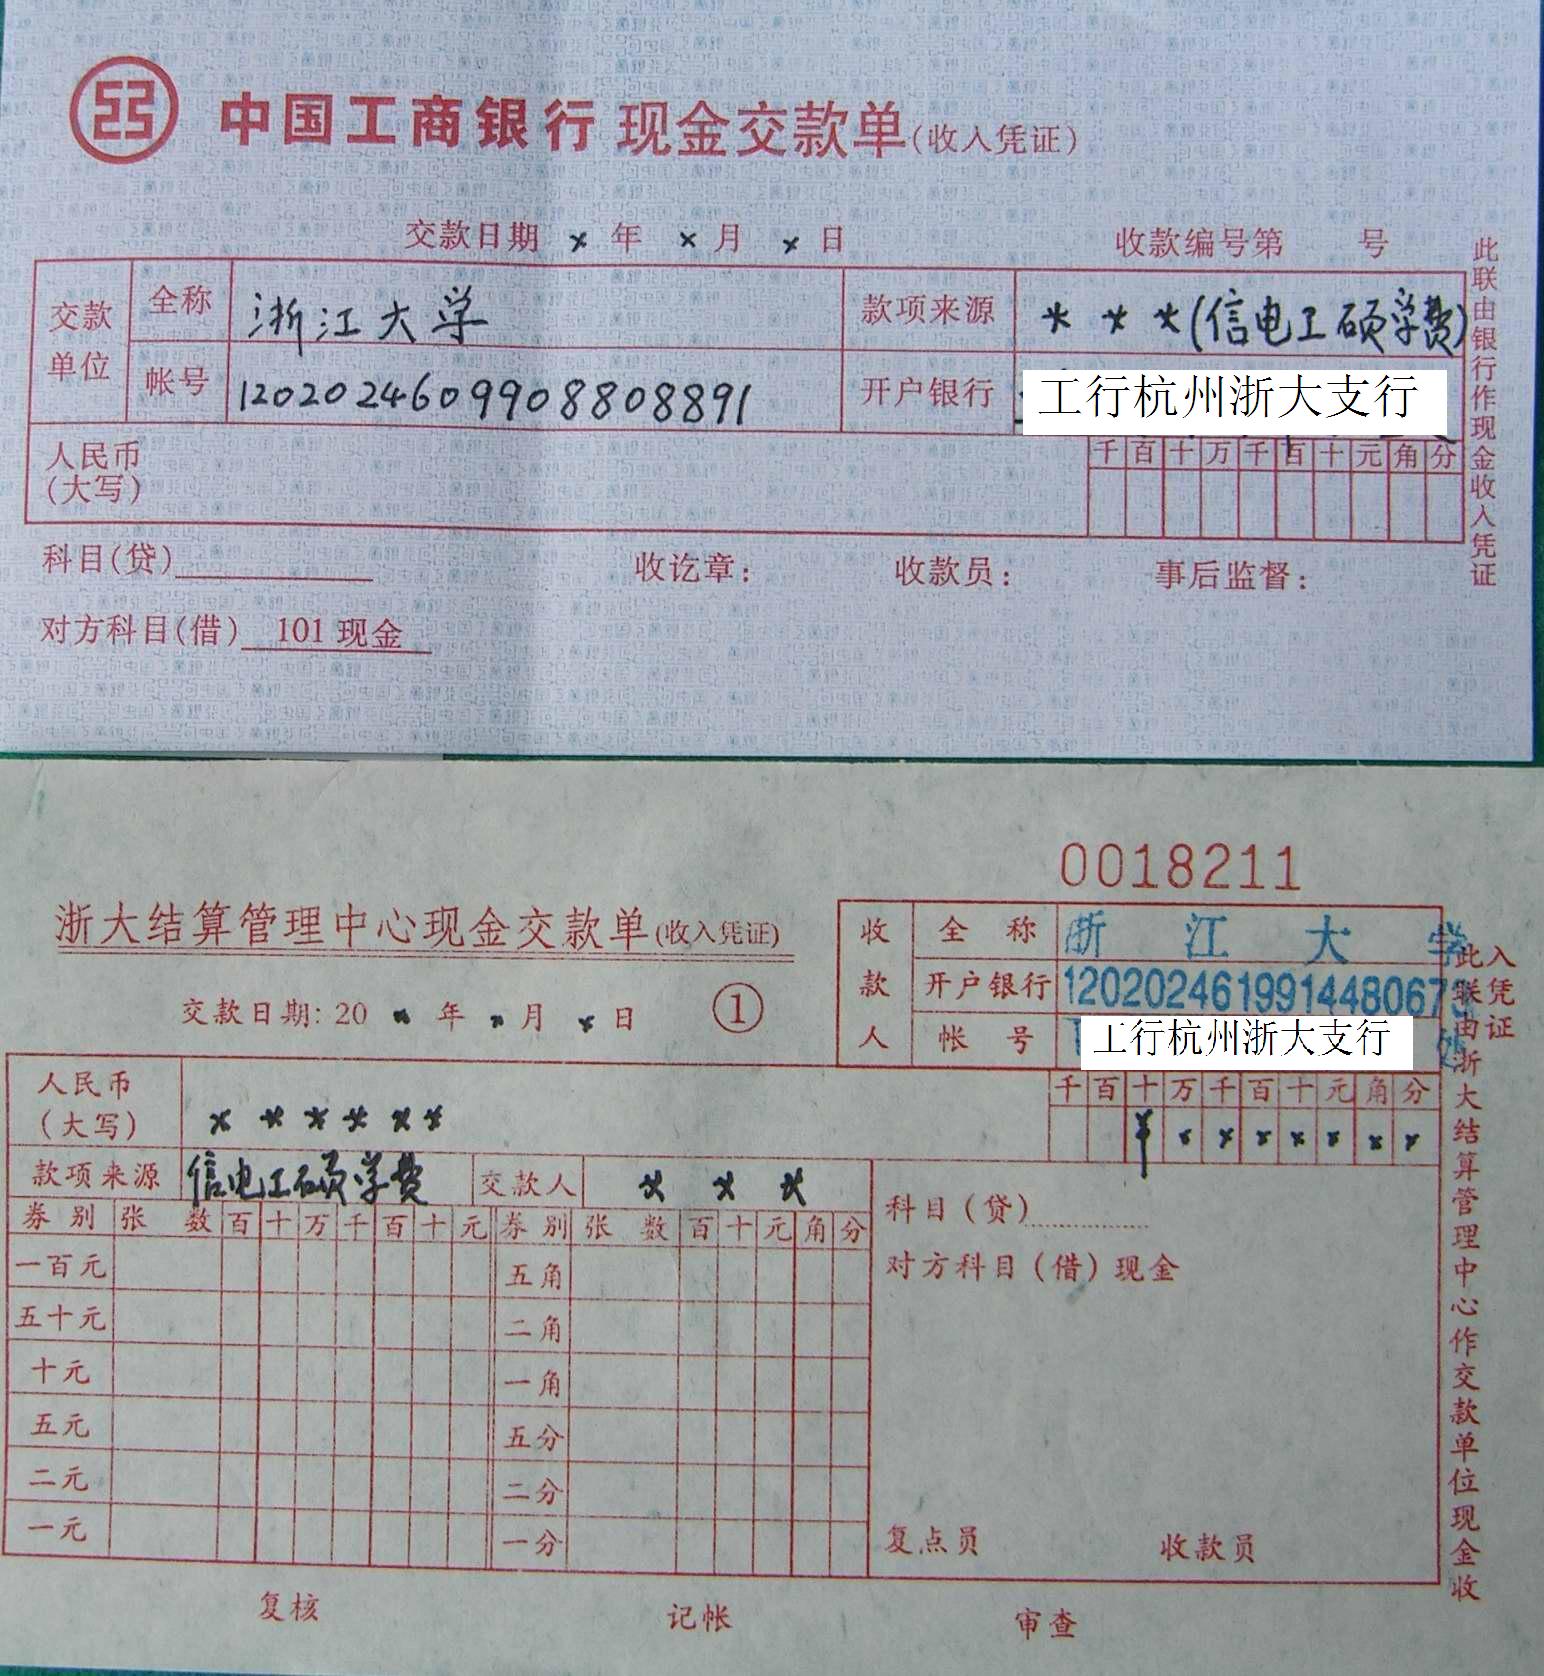 中国工商银行 现金交款单(收入凭证)
交款日期 × 年 × 月 × 日 收款编号第 号
交款单位 全称 浙江大学 款项来源 * * *(信电工硕学费)
帐号 1202024609908808891 开户银行 工行杭州浙大支行
人民币(大写) 千 百 十 万 千 百 十 元 角 分
科目(贷) 收讫章: 收款员: 事后监督:
对方科目(借) 101 现金
此联由银行作现金收入凭证
0018211
浙大结算管理中心现金交款单(收入凭证)
交款日期: 20 × 年 × 月 × 日 ①
收款人 全称 浙江大学
开户银行 120202461991448067
帐号 工行杭州浙大支行
人民币(大写) × × × × × × 千 百 十 万 千 百 十 元 角 分
¥ × × × × × × ×
款项来源 信电工硕学费 交款人 × × ×
券别 张数 百 十 万 千 百 十 元 券别 张数 百 十 元 角 分
一百元 五角
五十元 二角
十元 一角
五元 五分
二元 二分
一元 一分
科目(贷)
对方科目(借)现金
复点员 收款员
复核 记帐 审查
此联由浙大结算管理中心作交款单位现金收入凭证